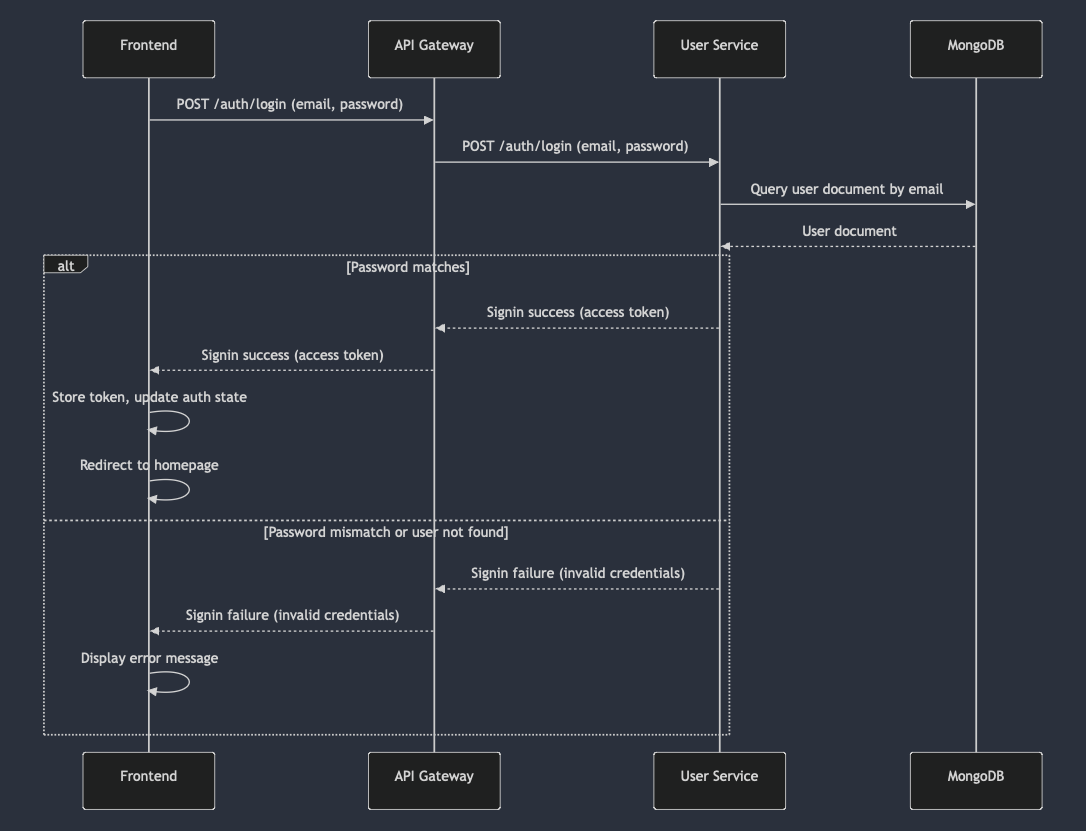 Frontend
API Gateway
User Service
MongoDB
POST /auth/login (email, password)
POST /auth/login (email, password)
Query user document by email
User document
alt
[Password matches]
Signin success (access token)
Signin success (access token)
Store token, update auth state
Redirect to homepage
[Password mismatch or user not found]
Signin failure (invalid credentials)
Signin failure (invalid credentials)
Display error message
Frontend
API Gateway
User Service
MongoDB